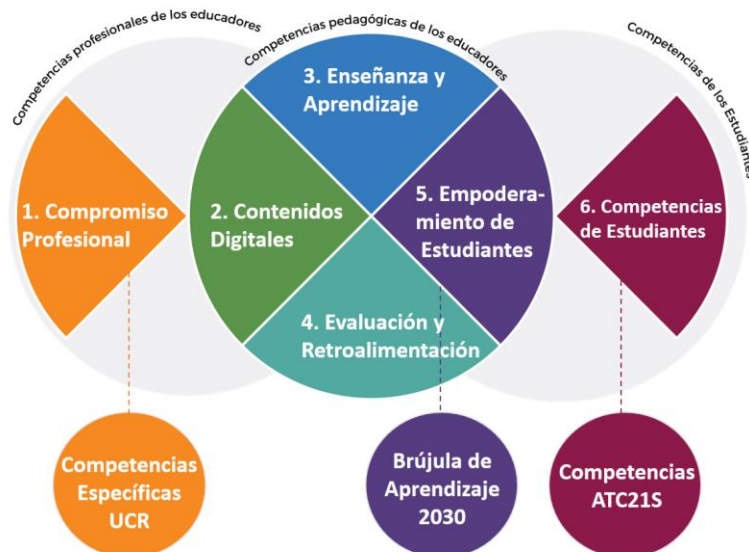 Competencias profesionales de los educadores
Competencias pedagógicas de los educadores
Competencias de los Estudiantes
1. Compromiso
Profesional
2. Contenidos
Digitales
3. Enseñanza y
Aprendizaje
4. Evaluación y
Retroalimentación
5. Empodera-
miento de
Estudiantes
6. Competencias
de Estudiantes
Competencias
Específicas
UCR
Brújula de
Aprendizaje
2030
Competencias
ATC21S